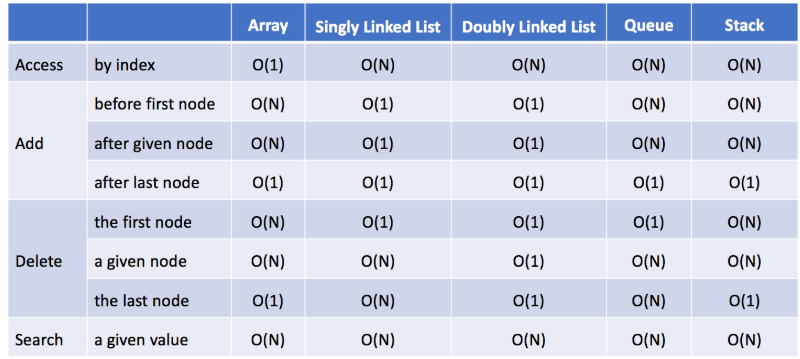 Array Singly Linked List Doubly Linked List Queue Stack
Access by index O(1) O(N) O(N) O(N) O(N)
before first node O(N) O(1) O(1) O(N) O(N)
Add after given node O(N) O(1) O(1) O(N) O(N)
after last node O(1) O(1) O(1) O(1) O(1)
the first node O(N) O(1) O(1) O(1) O(N)
Delete a given node O(N) O(N) O(1) O(N) O(N)
the last node O(1) O(N) O(1) O(N) O(1)
Search a given value O(N) O(N) O(N) O(N) O(N)